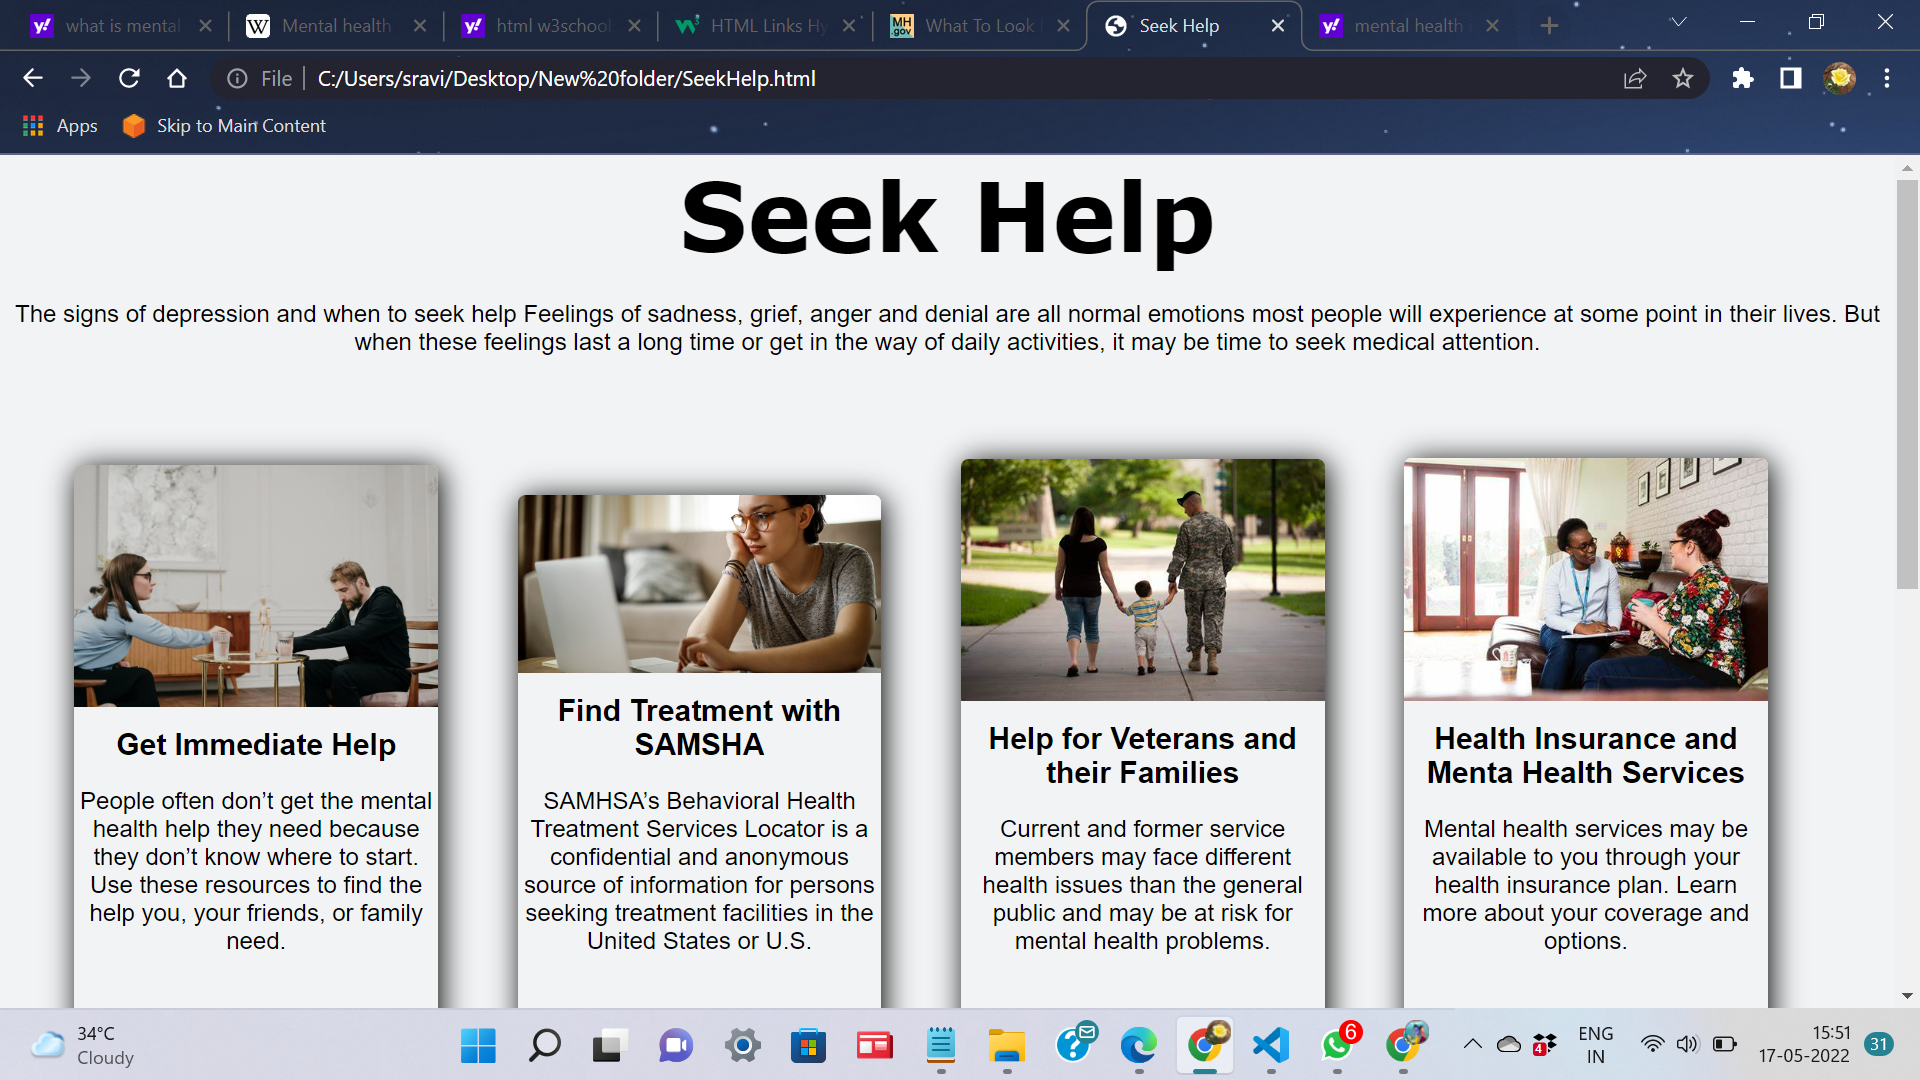 what is mental
Mental health
html w3school
HTML Links Hy
What To Look
Seek Help
mental health
File
C:/Users/sravi/Desktop/New%20folder/SeekHelp.html
Apps
Skip to Main Content
Seek Help
The signs of depression and when to seek help Feelings of sadness, grief, anger and denial are all normal emotions most people will experience at some point in their lives. But
when these feelings last a long time or get in the way of daily activities, it may be time to seek medical attention.
Get Immediate Help
People often don’t get the mental
health help they need because
they don’t know where to start.
Use these resources to find the
help you, your friends, or family
need.
Find Treatment with
SAMSHA
SAMHSA’s Behavioral Health
Treatment Services Locator is a
confidential and anonymous
source of information for persons
seeking treatment facilities in the
United States or U.S.
Help for Veterans and
their Families
Current and former service
members may face different
health issues than the general
public and may be at risk for
mental health problems.
Health Insurance and
Menta Health Services
Mental health services may be
available to you through your
health insurance plan. Learn
more about your coverage and
options.
34°C
Cloudy
6
4
ENG
IN
15:51
17-05-2022
31